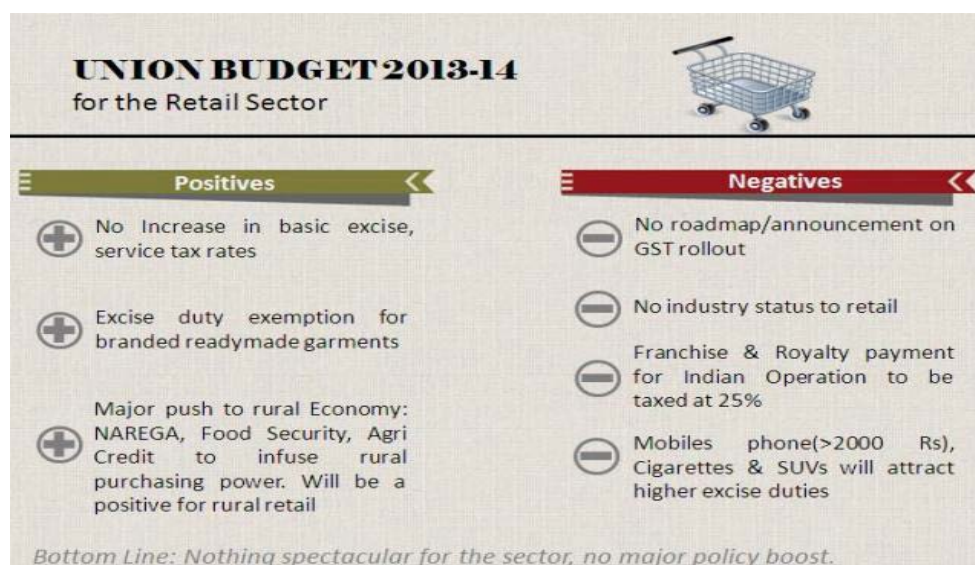 UNION BUDGET 2013-14
for the Retail Sector
Positives
No Increase in basic excise,
service tax rates
Excise duty exemption for
branded readymade garments
Major push to rural Economy:
NAREGA, Food Security, Agri
Credit to infuse rural
purchasing power. Will be a
positive for rural retail
Negatives
No roadmap/announcement on
GST rollout
No industry status to retail
Franchise & Royalty payment
for Indian Operation to be
taxed at 25%
Mobiles phone(>2000 Rs),
Cigarettes & SUVs will attract
higher excise duties
Bottom Line: Nothing spectacular for the sector, no major policy boost.